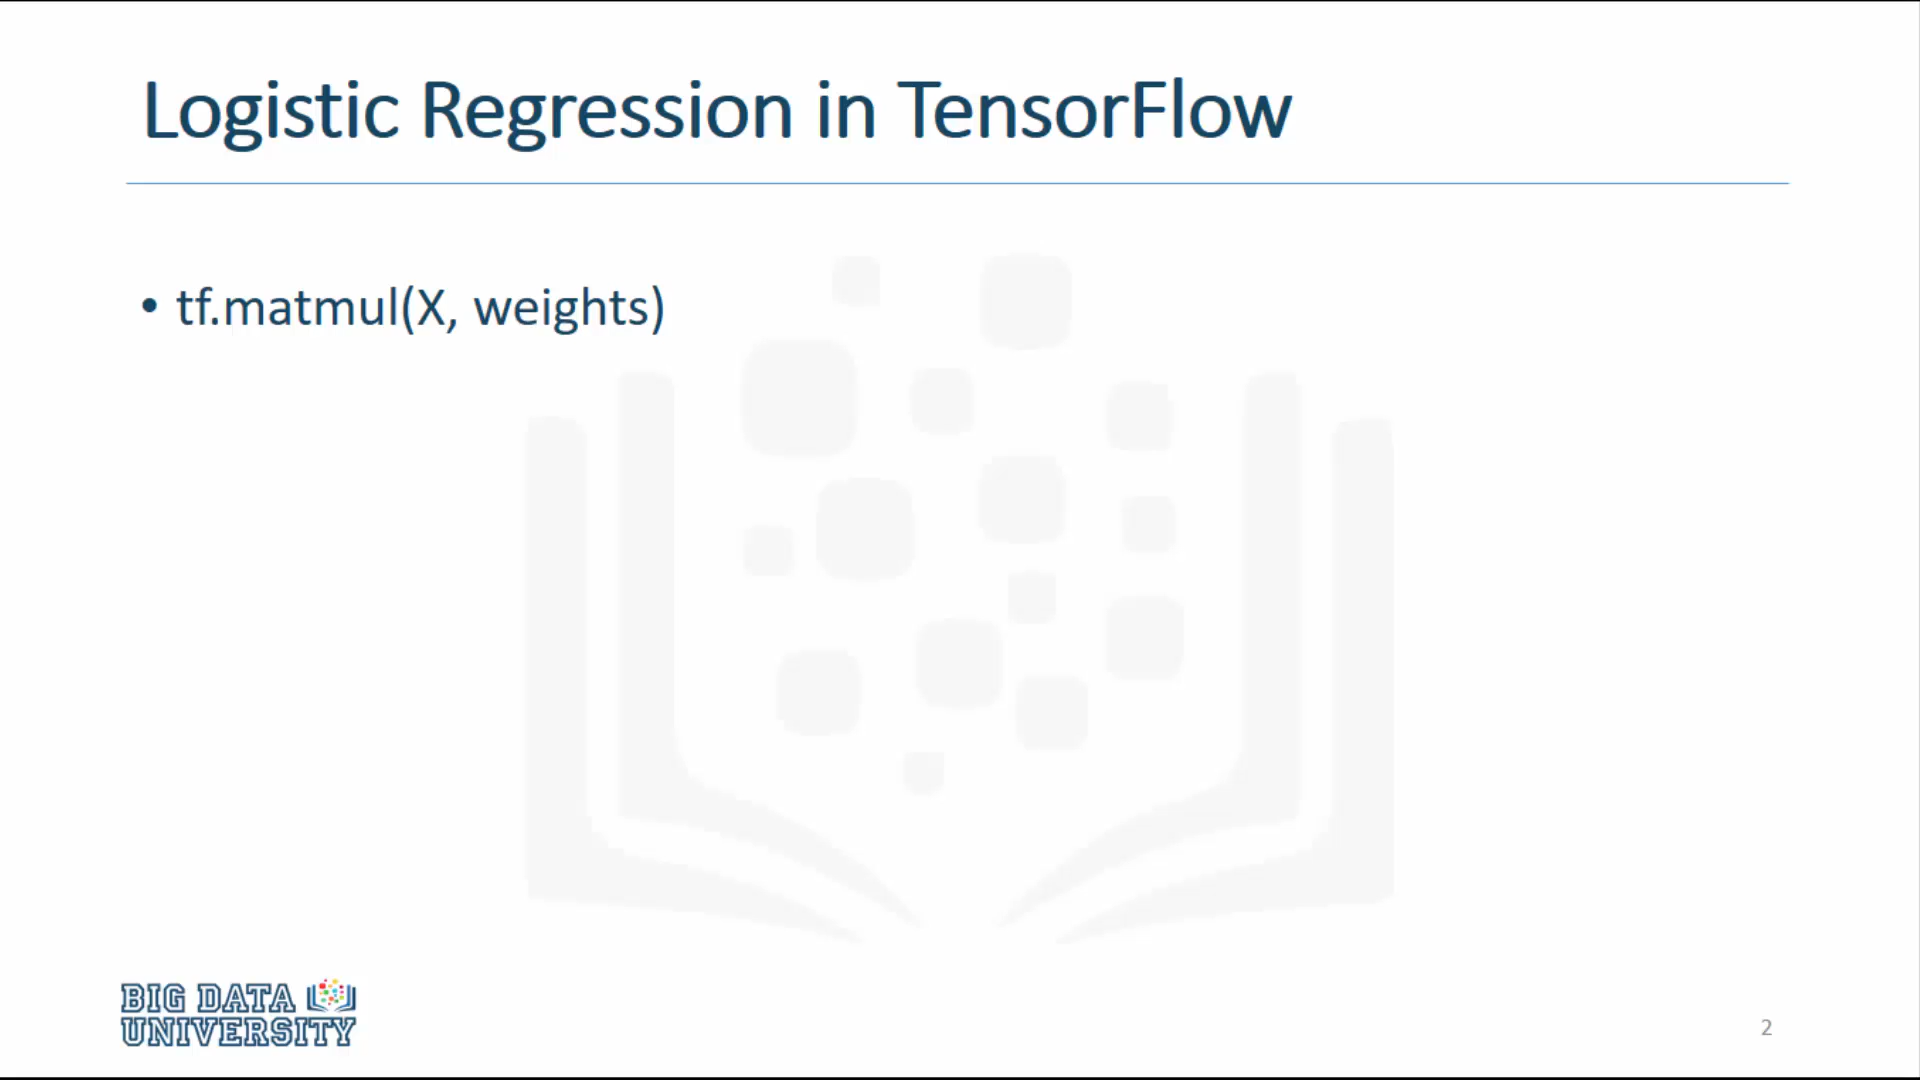 Logistic Regression in TensorFlow
• tf.matmul(X, weights)
BIG DATA
UNIVERSITY
2